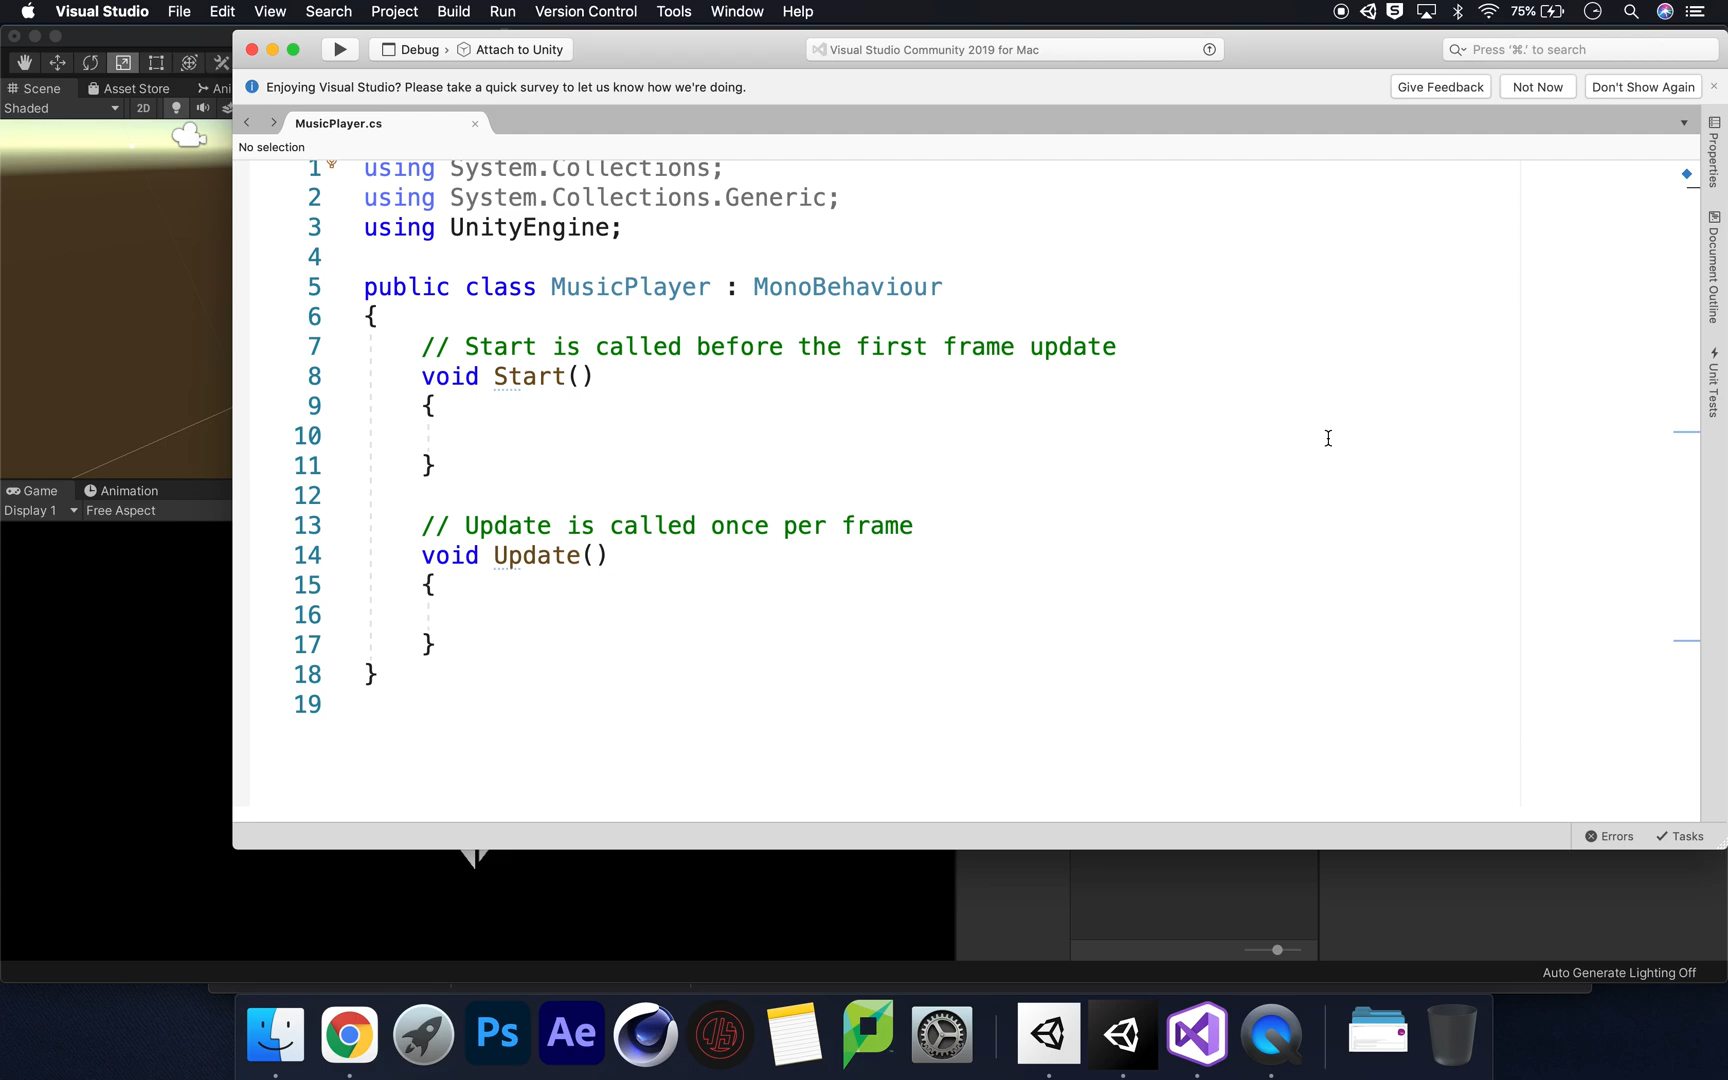 Visual Studio File Edit View Search Project Build Run Version Control Tools Window Help 75%
Debug › Attach to Unity Visual Studio Community 2019 for Mac Press '⌘.' to search
Enjoying Visual Studio? Please take a quick survey to let us know how we're doing. Give Feedback Not Now Don't Show Again
Scene Asset Store Ani
Shaded 2D
MusicPlayer.cs
No selection
1 using System.Collections;
2 using System.Collections.Generic;
3 using UnityEngine;
4
5 public class MusicPlayer : MonoBehaviour
6 {
7 // Start is called before the first frame update
8 void Start()
9 {
10
11 }
12
13 // Update is called once per frame
14 void Update()
15 {
16
17 }
18 }
19
Properties
Document Outline
Unit Tests
Game Animation
Display 1 Free Aspect
Errors Tasks
Auto Generate Lighting Off
Ps Ae